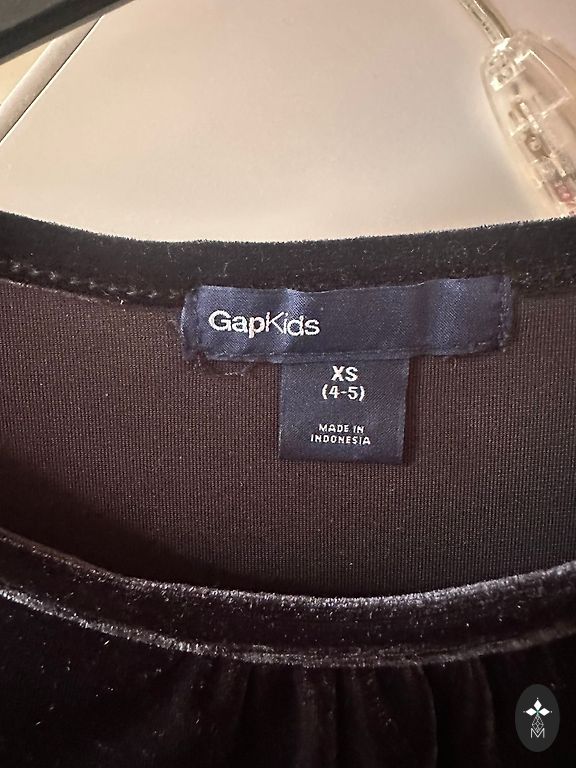 GapKids
XS
(4-5)
MADE IN
INDONESIA
M